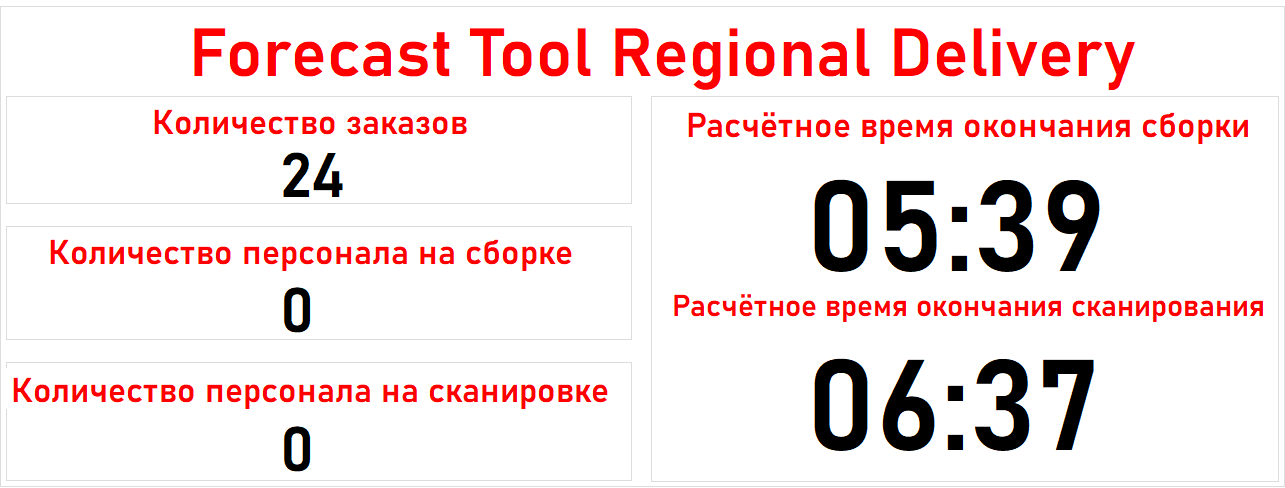 Forecast Tool Regional Delivery
Количество заказов
24
Количество персонала на сборке
0
Количество персонала на сканировке
0
Расчётное время окончания сборки
05:39
Расчётное время окончания сканирования
06:37